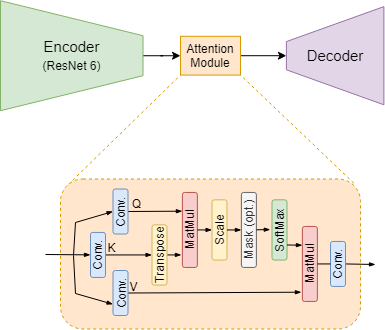 Encoder
(ResNet 6)
Attention
Module
Decoder
Conv.
Q
Conv.
K
Conv.
V
Transpose
MatMul
Scale
Mask (opt.)
SoftMax
MatMul
Conv.